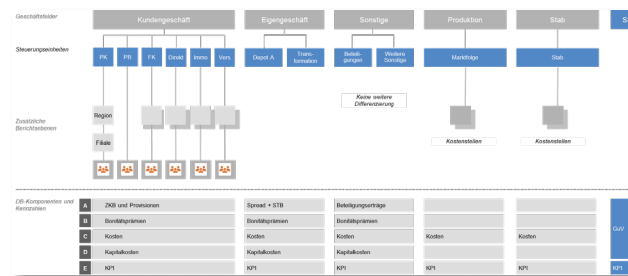 Geschäftsfelder
Kundengeschäft
Eigengeschäft
Sonstige
Produktion
Stab
Steuerungseinheiten
PK
PB
FK
Direkt
Immo
Vers
Depot A
Trans-
formation
Beteili-
gungen
Weitere
Sonstige
Marktfolge
Stab
Zusätzliche
Berichtsebenen
Region
Filiale
Keine weitere
Differenzierung
Kostenstellen
Kostenstellen
DB-Komponenten und
Kennzahlen
A
ZKB und Provisionen
Spread + STB
Beteiligungserträge
B
Bonitätsprämien
Bonitätsprämien
Bonitätsprämien
C
Kosten
Kosten
Kosten
Kosten
Kosten
GuV
D
Kapitalkosten
Kapitalkosten
Kapitalkosten
E
KPI
KPI
KPI
KPI
KPI
KPI